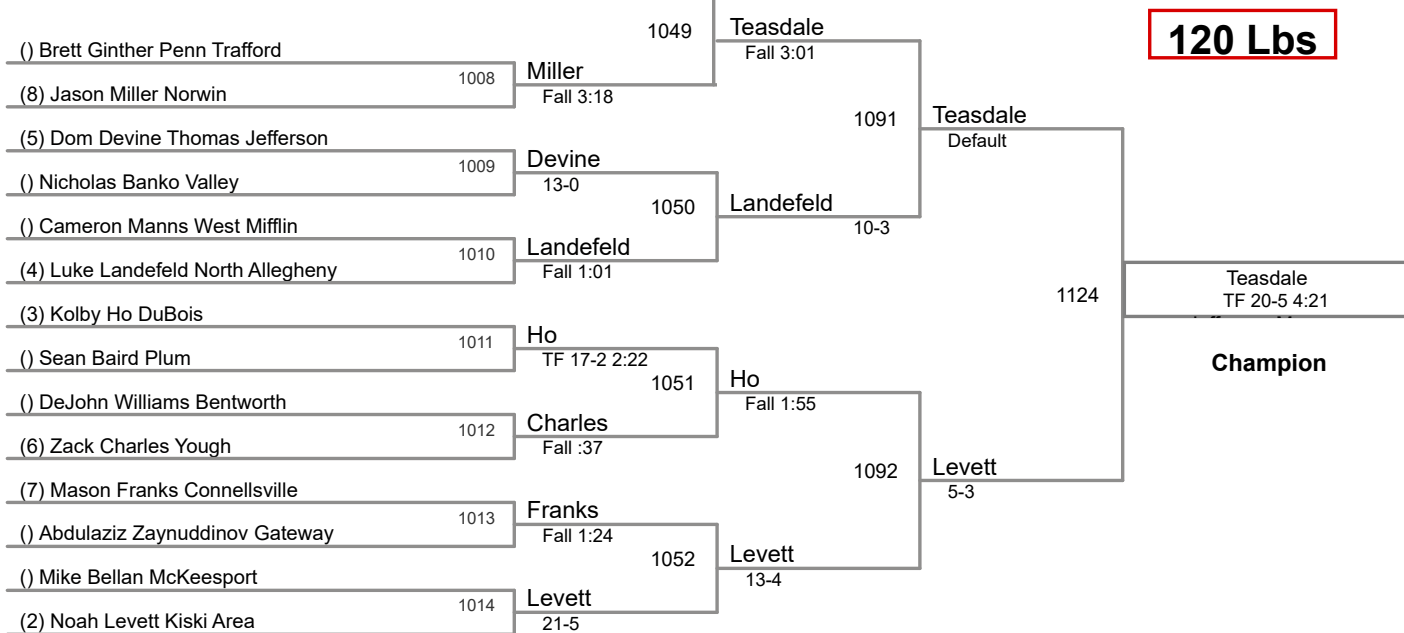 120 Lbs
() Brett Ginther Penn Trafford
(8) Jason Miller Norwin
(5) Dom Devine Thomas Jefferson
() Nicholas Banko Valley
() Cameron Manns West Mifflin
(4) Luke Landefeld North Allegheny
(3) Kolby Ho DuBois
() Sean Baird Plum
() DeJohn Williams Bentworth
(6) Zack Charles Yough
(7) Mason Franks Connellsville
() Abdulaziz Zaynuddinov Gateway
() Mike Bellan McKeesport
(2) Noah Levett Kiski Area
1008
1009
1010
1011
1012
1013
1014
Miller
Fall 3:18
Devine
13-0
Landefeld
Fall 1:01
Ho
TF 17-2 2:22
Charles
Fall :37
Franks
Fall 1:24
Levett
21-5
1049
1050
1051
1052
Teasdale
Fall 3:01
Landefeld
10-3
Ho
Fall 1:55
Levett
13-4
1091
1092
Teasdale
Default
Levett
5-3
1124
Teasdale
TF 20-5 4:21
Champion